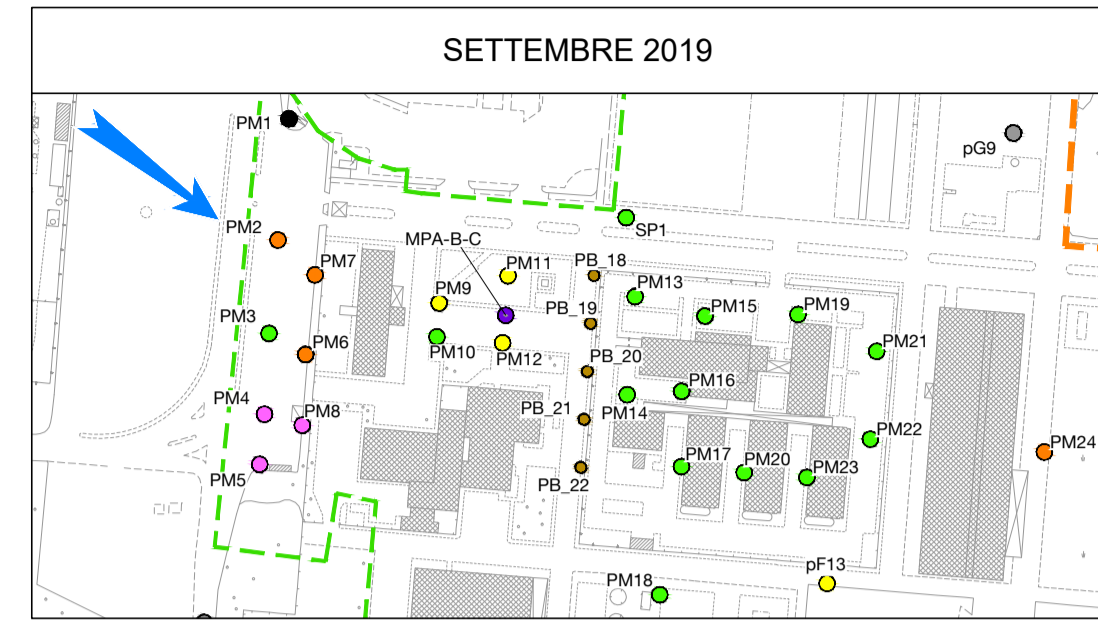 SETTEMBRE 2019
PM1
pG9
PM2
SP1
MPA-B-C
PM7
PM11
PB_18
PM13
PM9
PB_19
PM15
PM19
PM3
PM10
PM12
PM6
PM21
PB_20
PM16
PM4
PM8
PB_21
PM14
PM22
PM24
PM5
PB_22
PM17
PM20
PM23
pF13
PM18